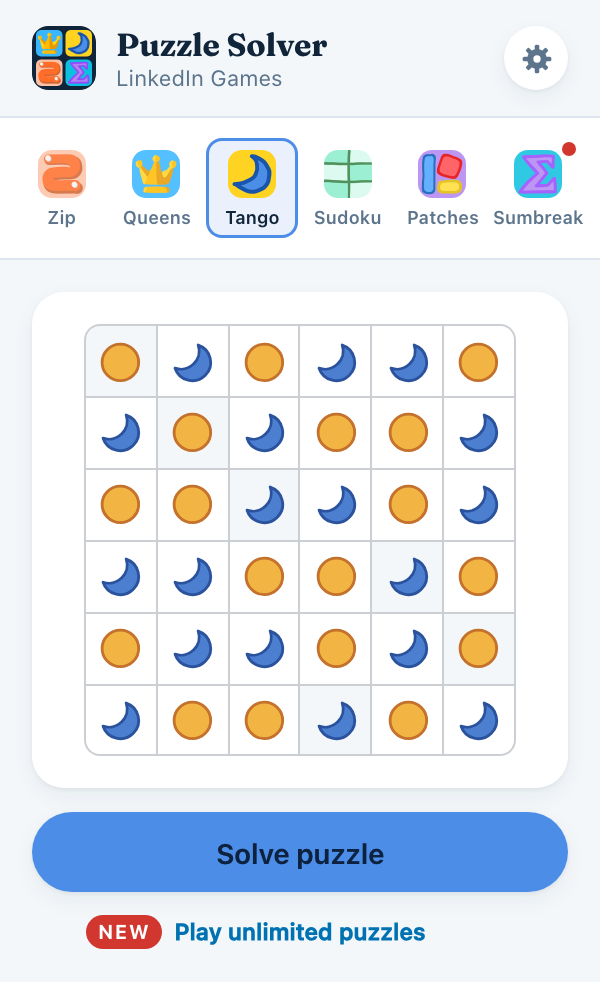 Puzzle Solver
LinkedIn Games
Zip
Queens
Tango
Sudoku
Patches
Sumbreak
Solve puzzle
NEW Play unlimited puzzles